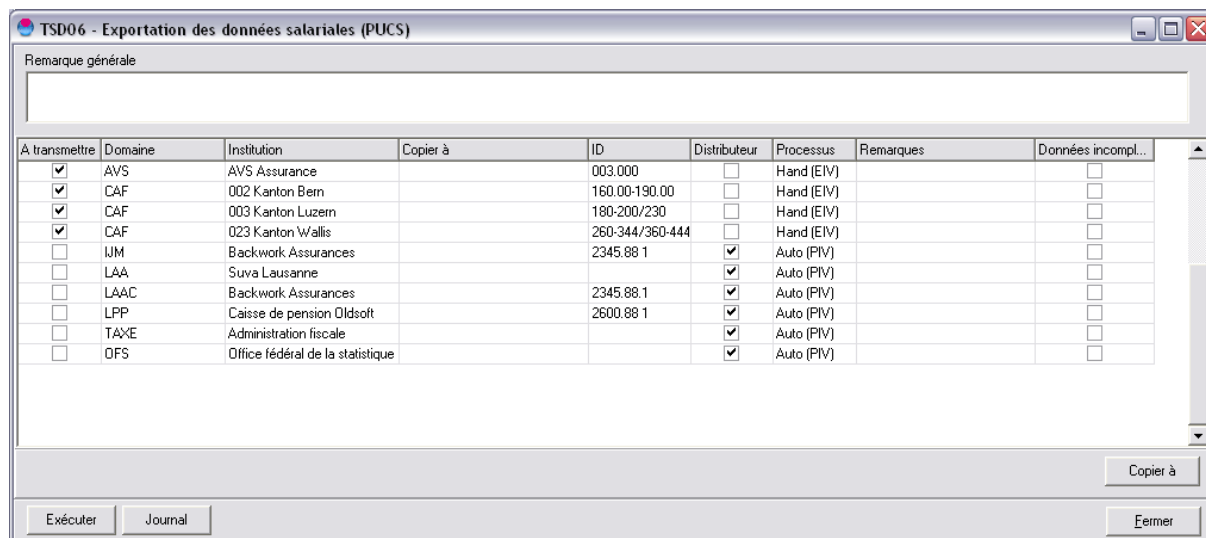 TSD06 - Exportation des données salariales (PUCS)
Remarque générale
A transmettre Domaine Institution Copier à ID Distributeur Processus Remarques Données incompl...
AVS AVS Assurance 003.000 Hand (EIV)
CAF 002 Kanton Bern 160.00-190.00 Hand (EIV)
CAF 003 Kanton Luzern 180-200/230 Hand (EIV)
CAF 023 Kanton Wallis 260-344/360-444 Hand (EIV)
IJM Backwork Assurances 2345.88 1 Auto (PIV)
LAA Suva Lausanne Auto (PIV)
LAAC Backwork Assurances 2345.88.1 Auto (PIV)
LPP Caisse de pension Oldsoft 2600.88 1 Auto (PIV)
TAXE Administration fiscale Auto (PIV)
OFS Office fédéral de la statistique Auto (PIV)
Copier à
Exécuter Journal Fermer